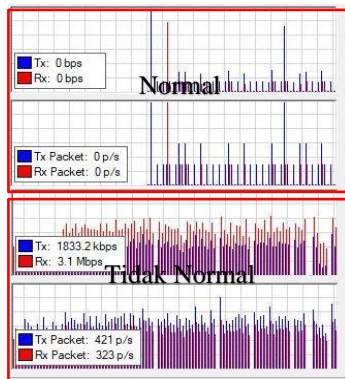 Tx: 0 bps
Rx: 0 bps
Normal
Tx Packet: 0 p/s
Rx Packet: 0 p/s
Tx: 1833.2 kbps
Rx: 3.1 Mbps
Tidak Normal
Tx Packet: 421 p/s
Rx Packet: 323 p/s